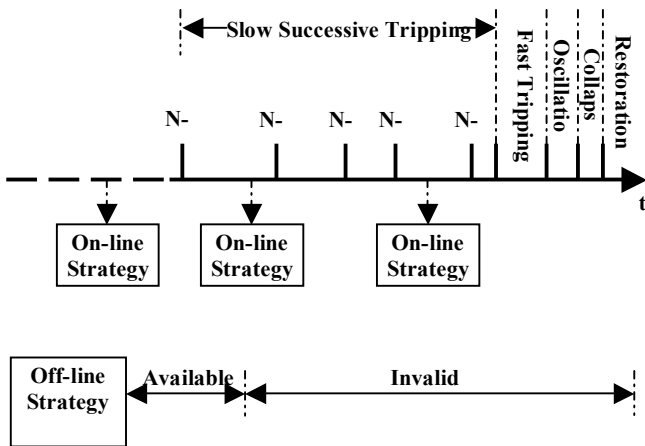 Slow Successive Tripping
Fast Tripping
Oscillatio
Collaps
Restoration
N-
N-
N-
N-
N-
t
On-line
Strategy
On-line
Strategy
On-line
Strategy
Off-line
Strategy
Available
Invalid